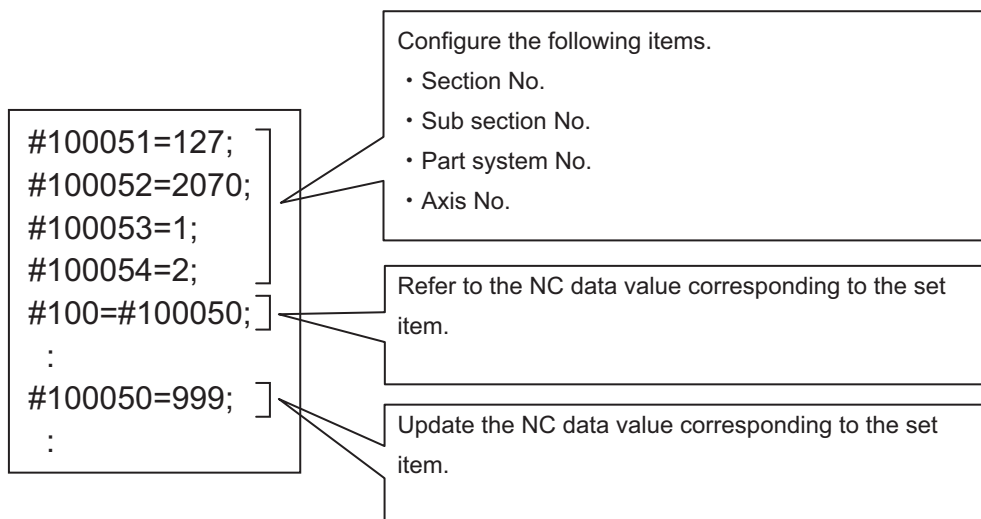 Configure the following items.
・Section No.
・Sub section No.
・Part system No.
・Axis No.
#100051=127;
#100052=2070;
#100053=1;
#100054=2;
#100=#100050;
:
#100050=999;
:
Refer to the NC data value corresponding to the set
item.
Update the NC data value corresponding to the set
item.